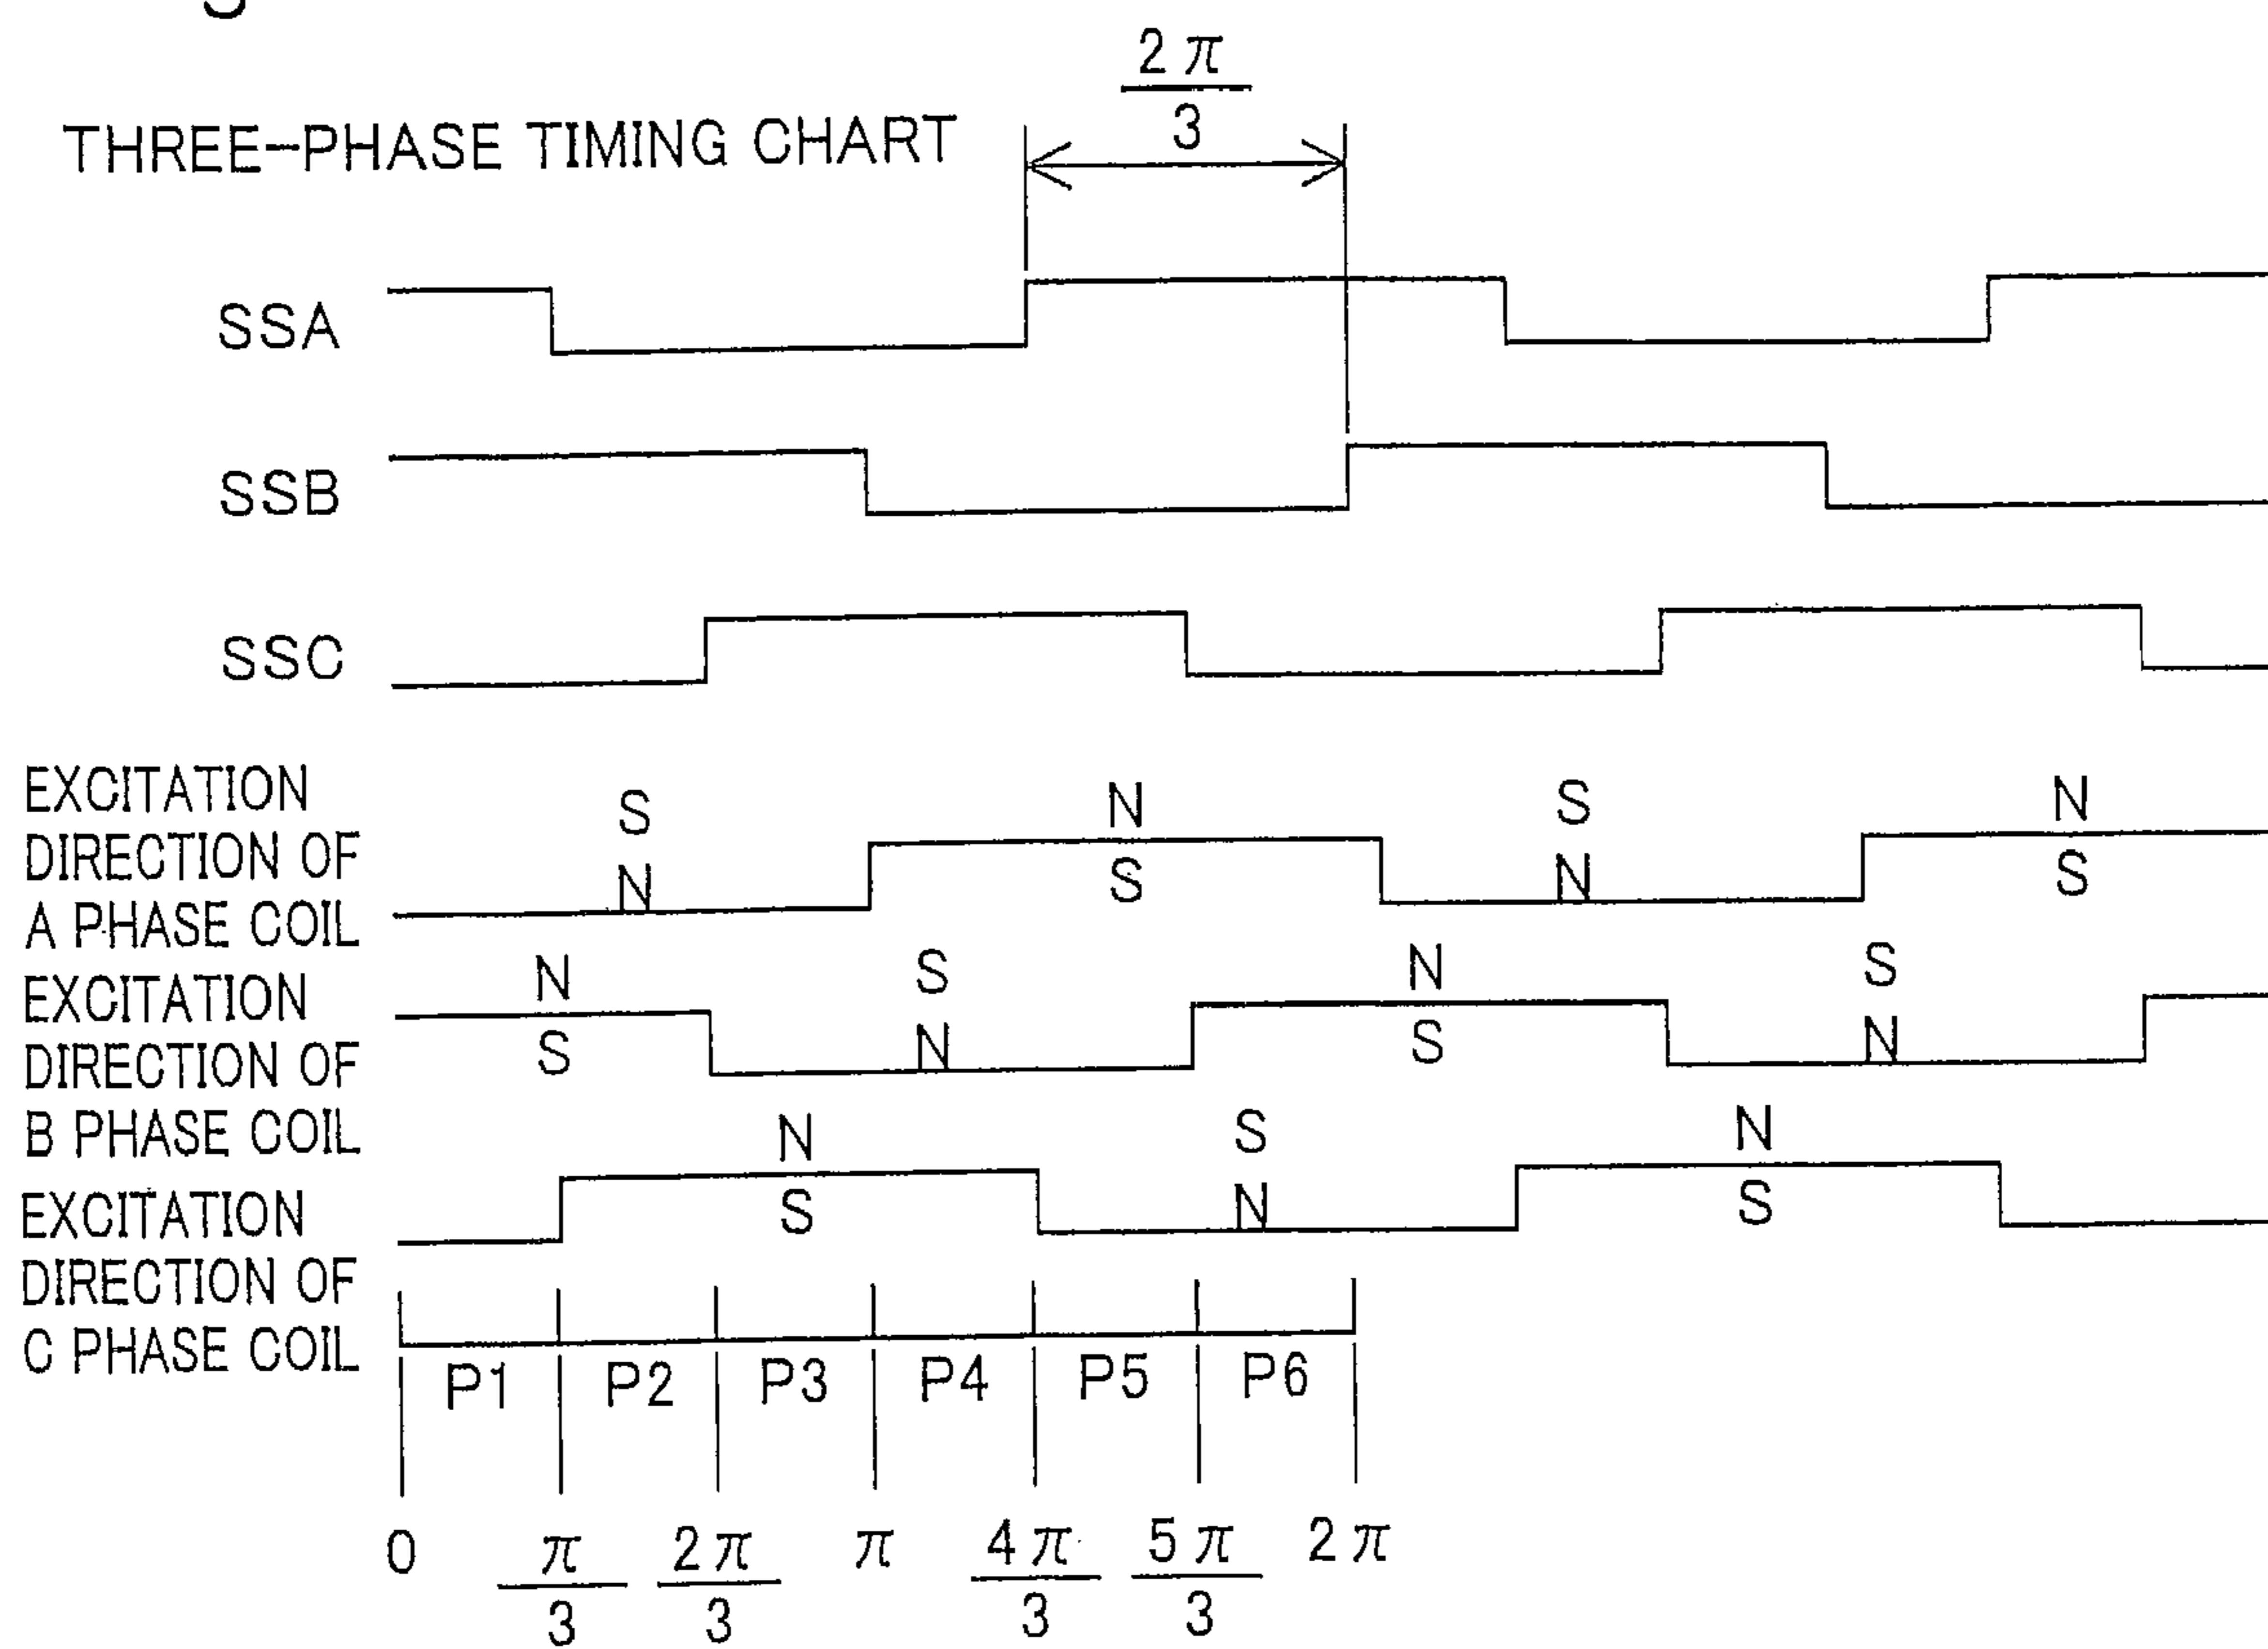 2π
3
THREE-PHASE TIMING CHART
SSA
SSB
SSC
EXCITATION
DIRECTION OF
A PHASE COIL
S N S N
N S N S
EXCITATION
DIRECTION OF
B PHASE COIL
N S N S
S N S N
EXCITATION
DIRECTION OF
C PHASE COIL
N S N
S N S
P1 P2 P3 P4 P5 P6
0 π 2π π 4π 5π 2π
3 3 3 3